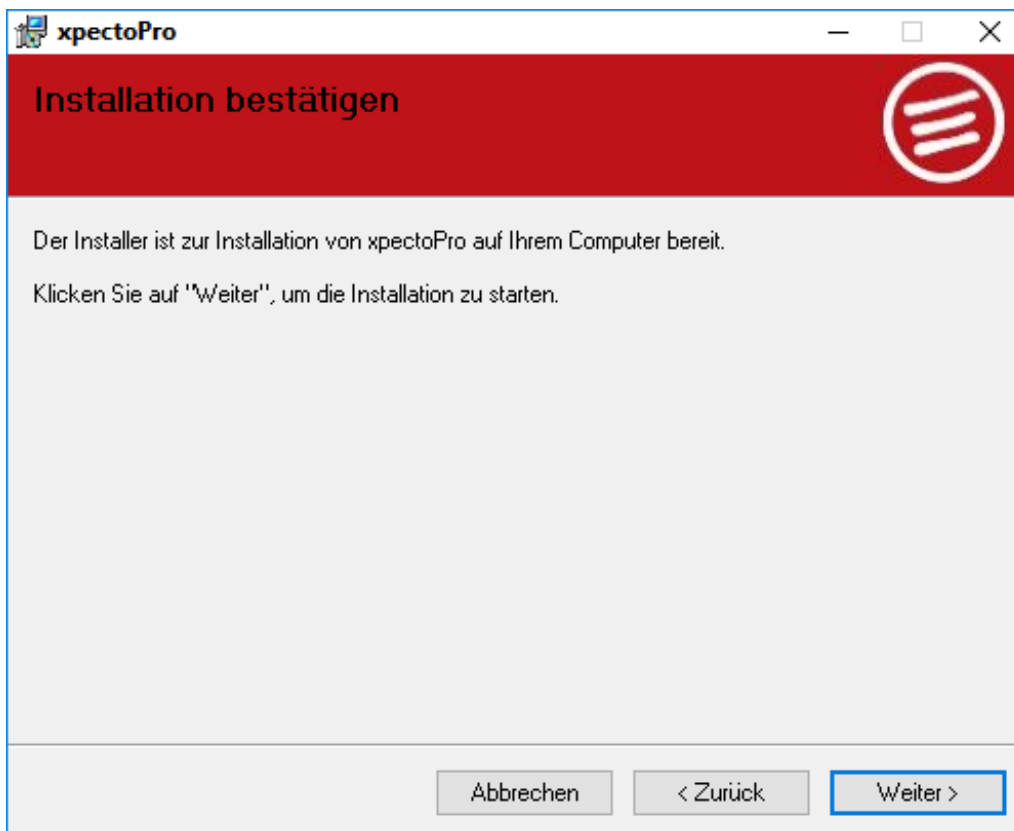 xpectoPro
Installation bestätigen
Der Installer ist zur Installation von xpectoPro auf Ihrem Computer bereit.
Klicken Sie auf "Weiter", um die Installation zu starten.
Abbrechen
< Zurück
Weiter >